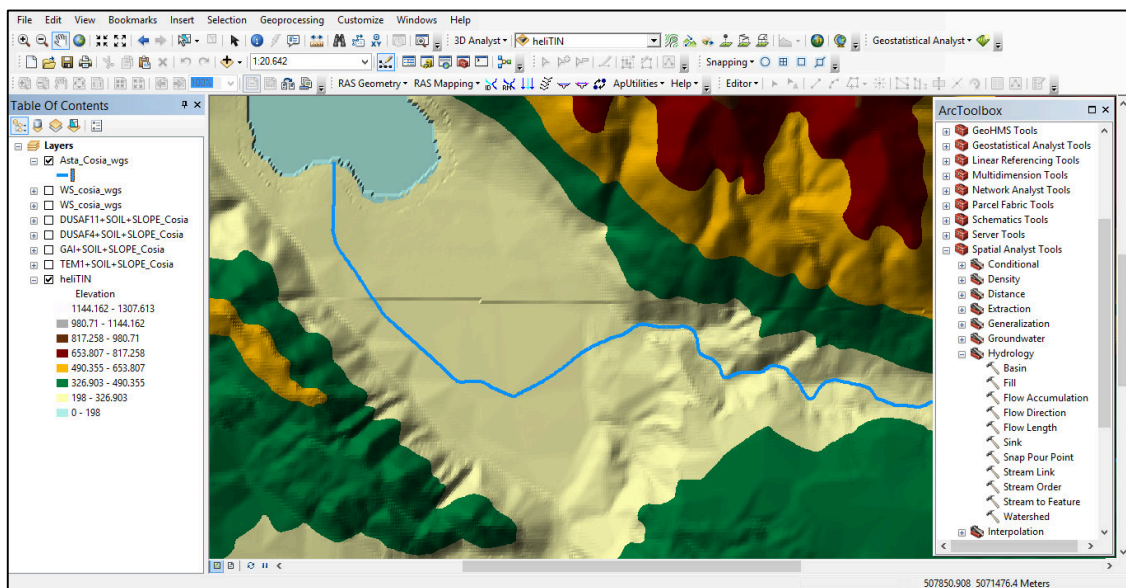 File Edit View Bookmarks Insert Selection Geoprocessing Customize Windows Help
3D Analyst heliTIN Geostatistical Analyst
1:20.642 Snapping
RAS Geometry RAS Mapping ApUtilities Help Editor
Table Of Contents
Layers
Asta_Cosia_wgs
WS_cosia_wgs
WS_cosia_wgs
DUSAF11+SOIL+SLOPE_Cosia
DUSAF4+SOIL+SLOPE_Cosia
GAI+SOIL+SLOPE_Cosia
TEM1+SOIL+SLOPE_Cosia
heliTIN
Elevation
1144.162 - 1307.613
980.71 - 1144.162
817.258 - 980.71
653.807 - 817.258
490.355 - 653.807
326.903 - 490.355
198 - 326.903
0 - 198
ArcToolbox
GeoHMS Tools
Geostatistical Analyst Tools
Linear Referencing Tools
Multidimension Tools
Network Analyst Tools
Parcel Fabric Tools
Schematics Tools
Server Tools
Spatial Analyst Tools
Conditional
Density
Distance
Extraction
Generalization
Groundwater
Hydrology
Basin
Fill
Flow Accumulation
Flow Direction
Flow Length
Sink
Snap Pour Point
Stream Link
Stream Order
Stream to Feature
Watershed
Interpolation
507850.908 5071476.4 Meters